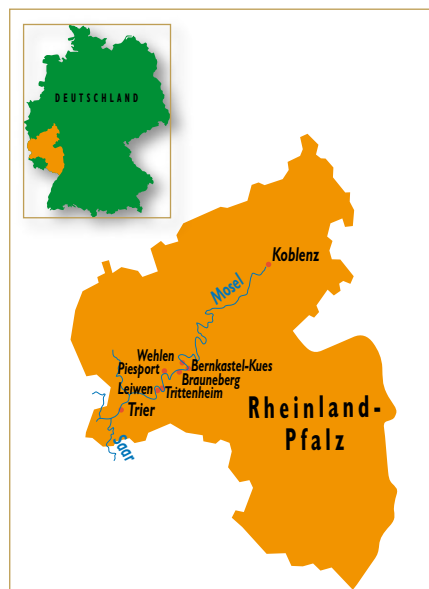 DEUTSCHLAND
Koblenz
Mosel
Wehlen
Piesport
Bernkastel-Kues
Brauneberg
Leiwen
Trittenheim
Trier
Saar
Rheinland-
Pfalz